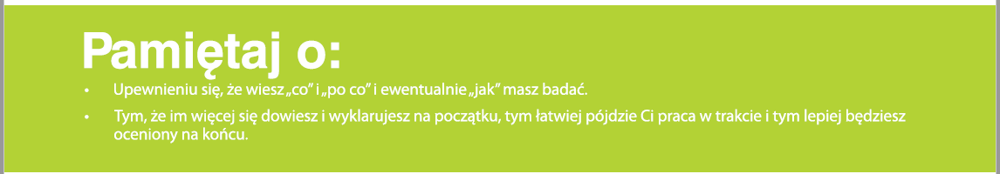 Pamiętaj o:
• Upewnieniu się, że wiesz „co” i „po co” i ewentualnie „jak” masz badać.
• Tym, że im więcej się dowiesz i wyklarujesz na początku, tym łatwiej pójdzie Ci praca w trakcie i tym lepiej będziesz
oceniony na końcu.